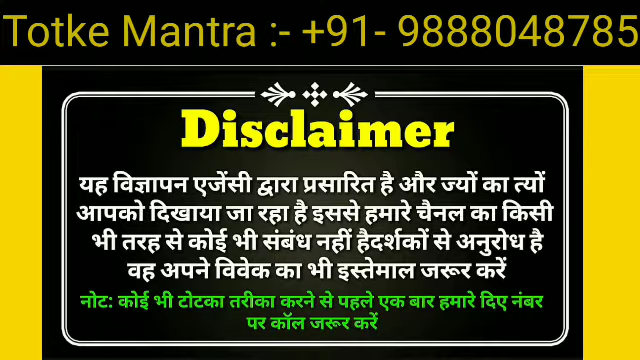 Totke Mantra :- +91- 9888048785
Disclaimer
यह विज्ञापन एजेंसी द्वारा प्रसारित है और ज्यों का त्यों
आपको दिखाया जा रहा है इससे हमारे चैनल का किसी
भी तरह से कोई भी संबंध नहीं हैदर्शकों से अनुरोध है
वह अपने विवेक का भी इस्तेमाल जरूर करें
नोट: कोई भी टोटका तरीका करने से पहले एक बार हमारे दिए नंबर
पर कॉल जरूर करें